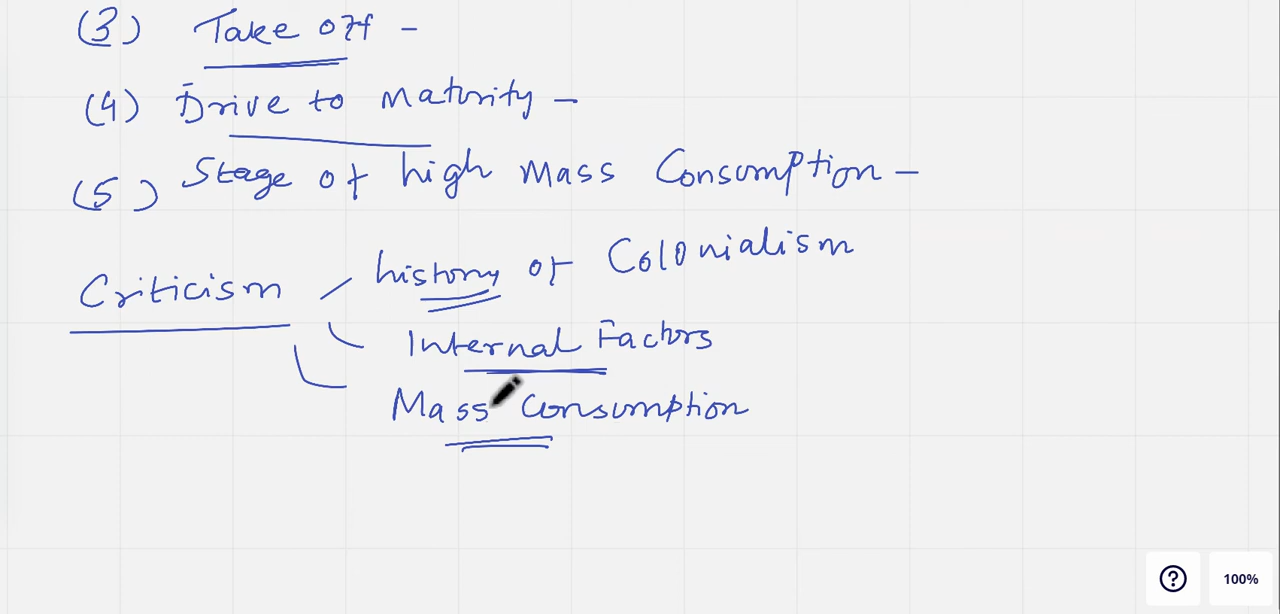 (3) Take off -
(4) Drive to maturity -
(5) Stage of high Mass Consumption -
Criticism history of Colonialism
Internal Factors
Mass Consumption
100%